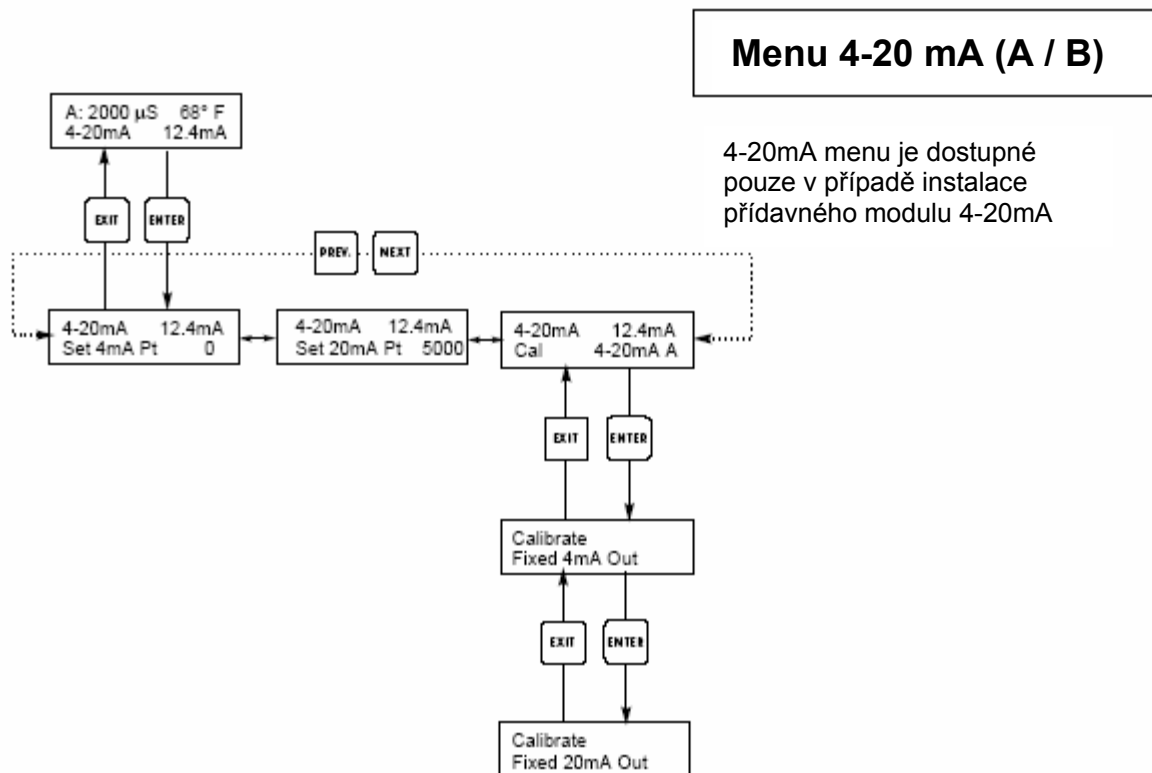 Menu 4-20 mA (A / B)
A: 2000 µS 68° F
4-20mA 12.4mA
4-20mA menu je dostupné
pouze v případě instalace
přídavného modulu 4-20mA
EXIT ENTER
PREV. NEXT
4-20mA 12.4mA
Set 4mA Pt 0
4-20mA 12.4mA
Set 20mA Pt 5000
4-20mA 12.4mA
Cal 4-20mA A
EXIT ENTER
Calibrate
Fixed 4mA Out
EXIT ENTER
Calibrate
Fixed 20mA Out